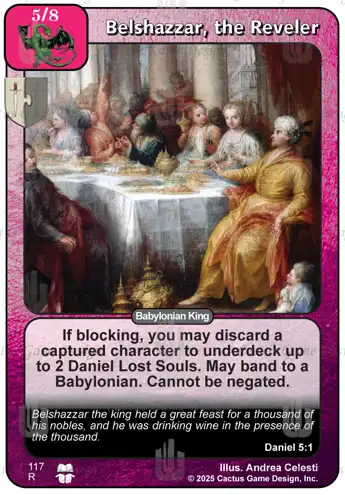 5/8
Belshazzar, the Reveler
Babylonian King
If blocking, you may discard a
captured character to underdeck up
to 2 Daniel Lost Souls. May band to a
Babylonian. Cannot be negated.
Belshazzar the king held a great feast for a thousand of
his nobles, and he was drinking wine in the presence of
the thousand.
Daniel 5:1
117
R
Illus. Andrea Celesti
© 2025 Cactus Game Design, Inc.